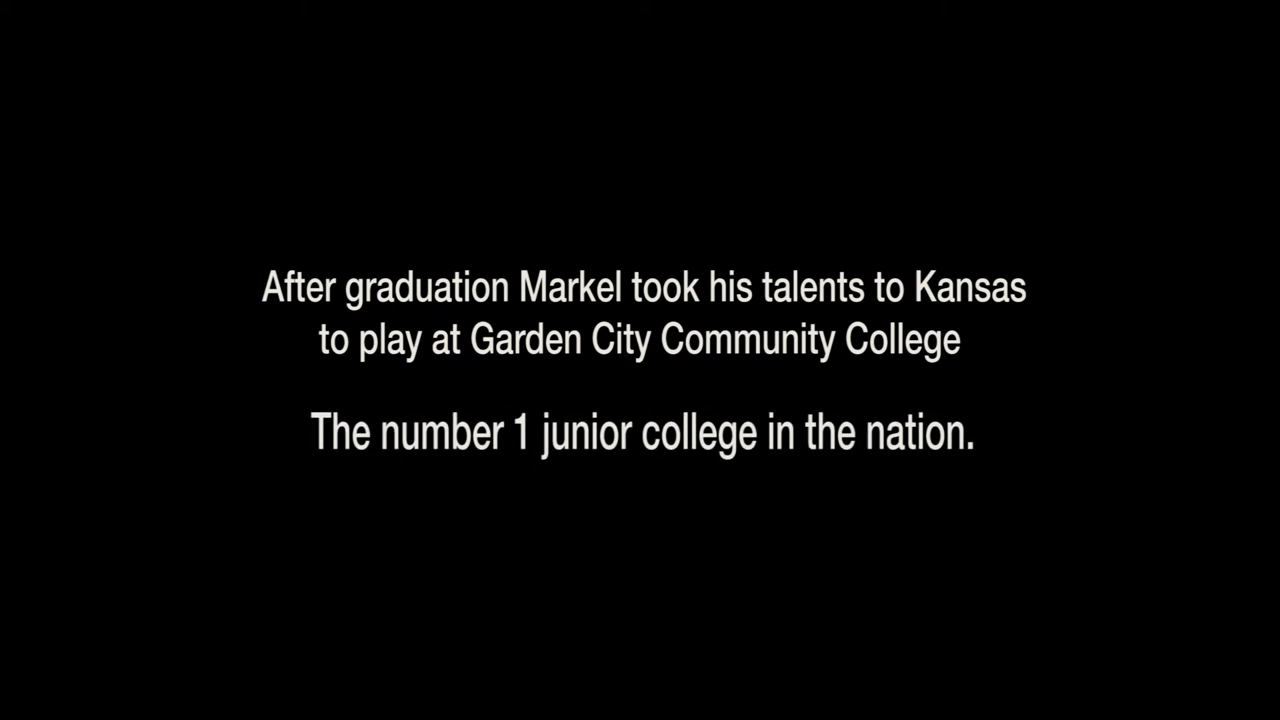 After graduation Markel took his talents to Kansas
to play at Garden City Community College
The number 1 junior college in the nation.